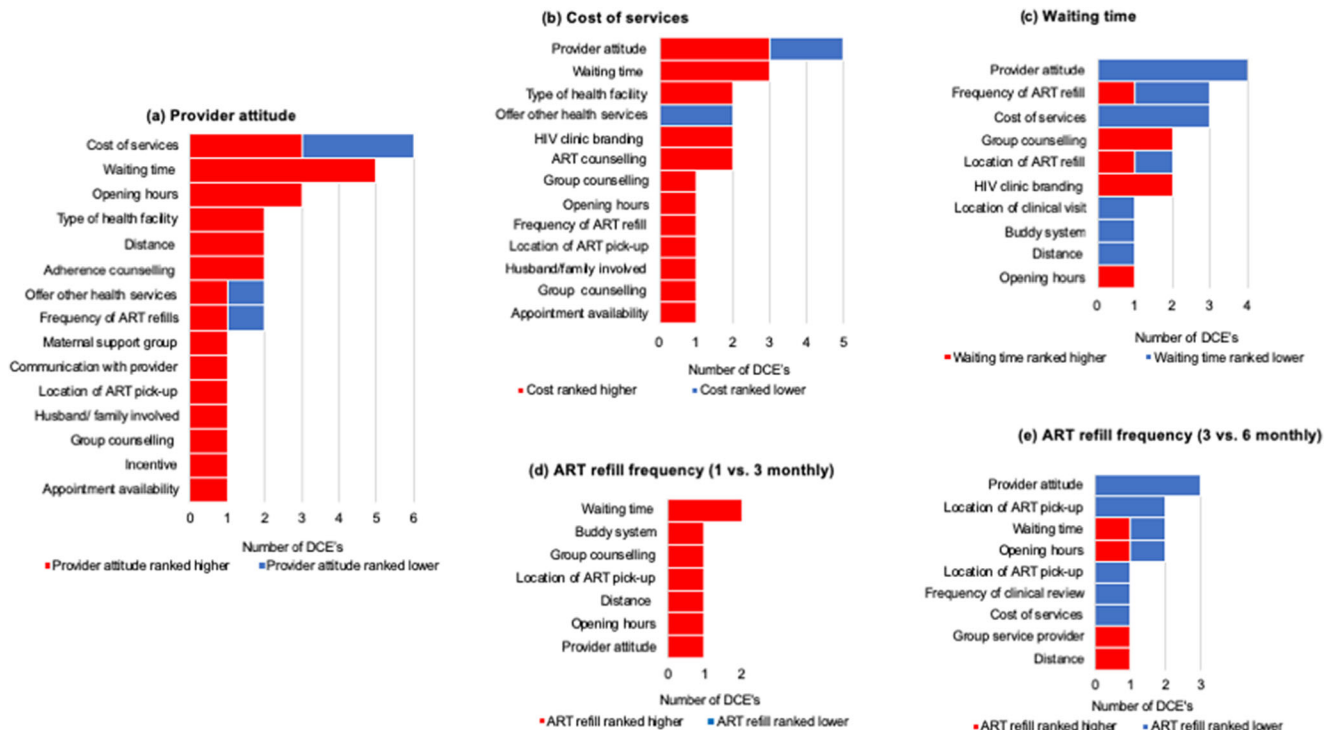 (a) Provider attitude
Cost of services
Waiting time
Opening hours
Type of health facility
Distance
Adherence counselling
Offer other health services
Frequency of ART refills
Maternal support group
Communication with provider
Location of ART pick-up
Husband/ family involved
Group counselling
Incentive
Appointment availability
0 1 2 3 4 5 6
Number of DCE's
Provider attitude ranked higher Provider attitude ranked lower
(b) Cost of services
Provider attitude
Waiting time
Type of health facility
Offer other health services
HIV clinic branding
ART counselling
Group counselling
Opening hours
Frequency of ART refill
Location of ART pick-up
Husband/family involved
Group counselling
Appointment availability
0 1 2 3 4 5
Number of DCE's
Cost ranked higher Cost ranked lower
(c) Waiting time
Provider attitude
Frequency of ART refill
Cost of services
Group counselling
Location of ART refill
HIV clinic branding
Location of clinical visit
Buddy system
Distance
Opening hours
0 1 2 3 4
Number of DCE's
Waiting time ranked higher Waiting time ranked lower
(d) ART refill frequency (1 vs. 3 monthly)
Waiting time
Buddy system
Group counselling
Location of ART pick-up
Distance
Opening hours
Provider attitude
0 1 2
Number of DCE's
ART refill ranked higher ART refill ranked lower
(e) ART refill frequency (3 vs. 6 monthly)
Provider attitude
Location of ART pick-up
Waiting time
Opening hours
Location of ART pick-up
Frequency of clinical review
Cost of services
Group service provider
Distance
0 1 2 3
Number of DCE's
ART refill ranked higher ART refill ranked lower